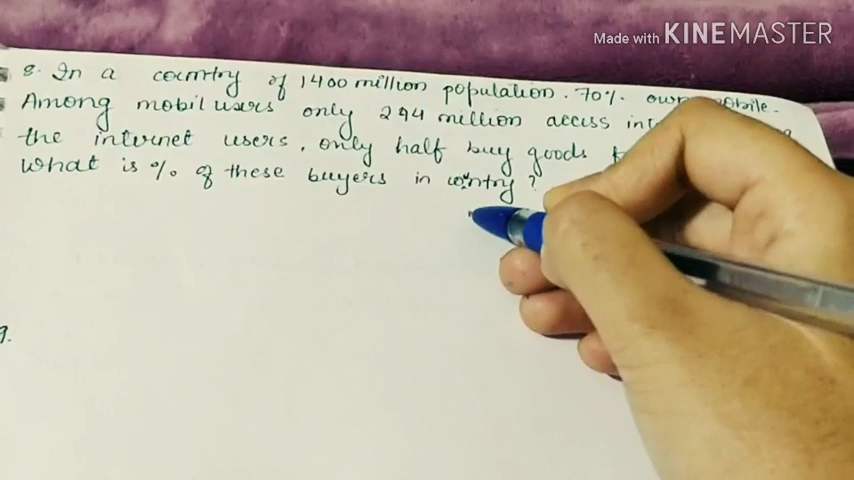 Made with KINEMASTER
8. In a country of 1400 million population. 70% own mobile.
Among mobil users only 294 million access
the internet users, only half buy goods
What is % of these buyers in country?
9.